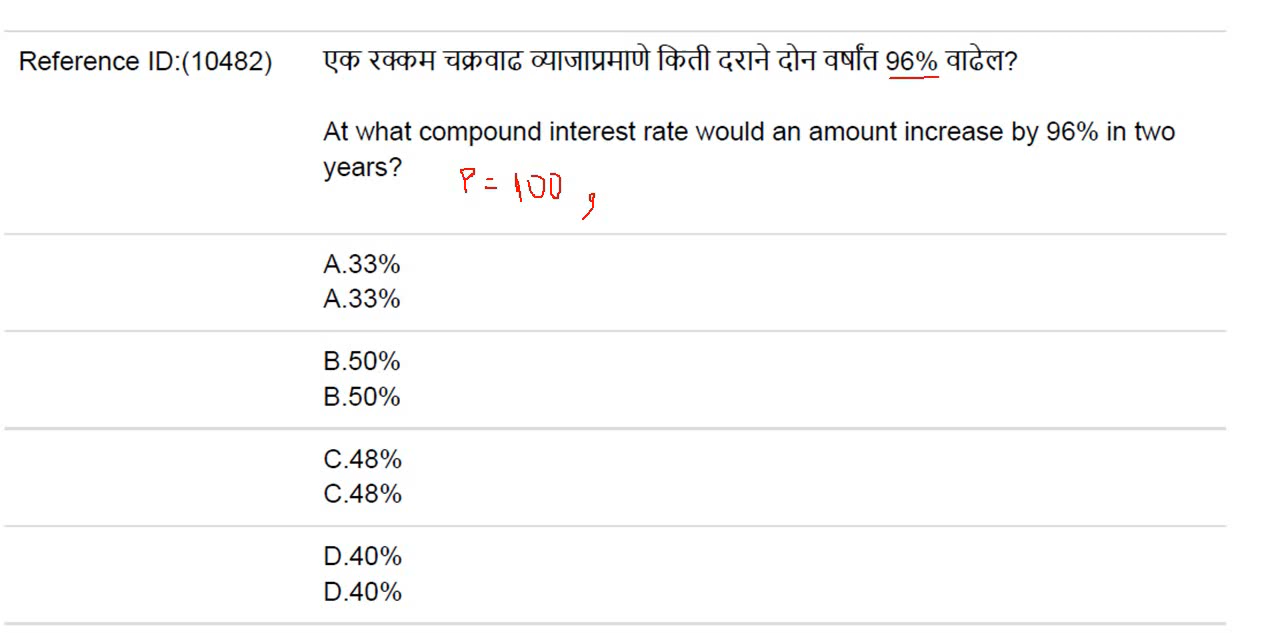 Reference ID:(10482) एक रक्कम चक्रवाढ व्याजाप्रमाणे किती दराने दोन वर्षांत 96% वाढेल?
At what compound interest rate would an amount increase by 96% in two
years?
P = 100 ,
A.33%
A.33%
B.50%
B.50%
C.48%
C.48%
D.40%
D.40%